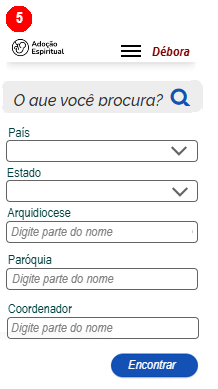 5
Adoção
Espiritual
Débora
O que você procura?
País
Estado
Arquidiocese
Digite parte do nome
Paróquia
Digite parte do nome
Coordenador
Digite parte do nome
Encontrar